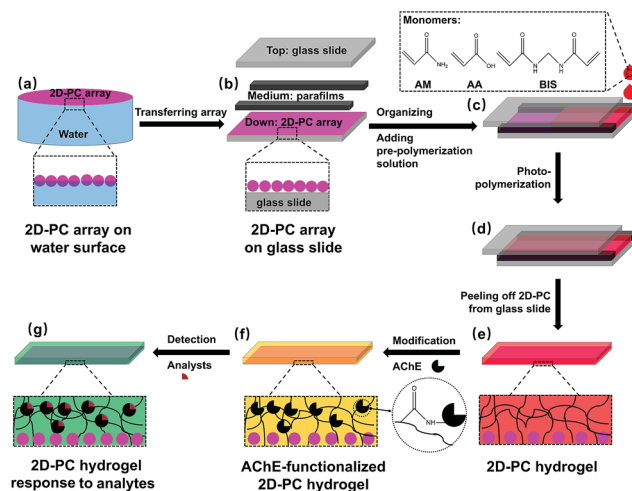 Monomers:
NH₂
OH
AM
AA
BIS
Top: glass slide
(a)
2D-PC array
Water
Transferring array
(b)
Medium: parafilms
Down: 2D-PC array
Organizing
Adding
pre-polymerization
solution
(c)
glass slide
2D-PC array on
water surface
2D-PC array
on glass slide
Photo-
polymerization
(d)
Peeling off 2D-PC
from glass slide
(g)
Detection
Analysts
(f)
Modification
AChE
(e)
2D-PC hydrogel
response to analytes
AChE-functionalized
2D-PC hydrogel
2D-PC hydrogel
O
NH
O
O
O
N
H
N
H
O